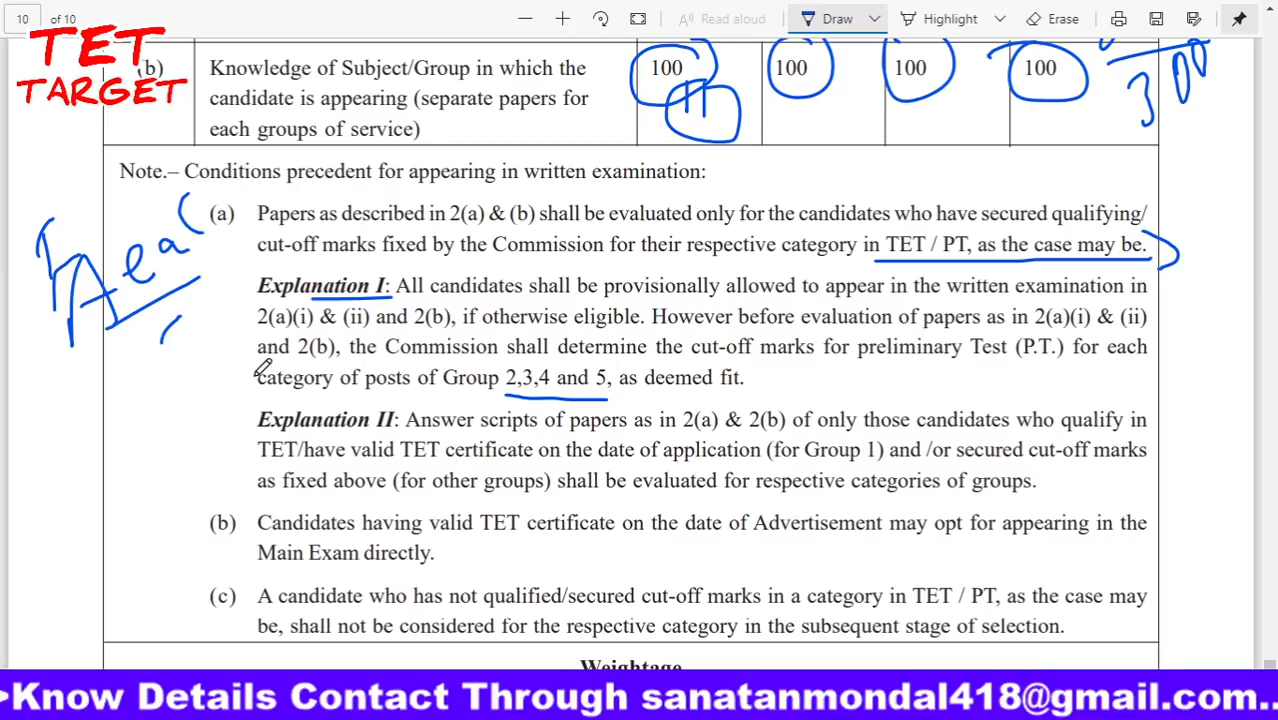 10 of 10
Read aloud
Draw
Highlight
Erase
TET
TARGET
(b) Knowledge of Subject/Group in which the 100 100 100 100
candidate is appearing (separate papers for
each groups of service)
300
Note.– Conditions precedent for appearing in written examination:
(a) Papers as described in 2(a) & (b) shall be evaluated only for the candidates who have secured qualifying/
cut-off marks fixed by the Commission for their respective category in TET / PT, as the case may be.
Explanation I: All candidates shall be provisionally allowed to appear in the written examination in
2(a)(i) & (ii) and 2(b), if otherwise eligible. However before evaluation of papers as in 2(a)(i) & (ii)
and 2(b), the Commission shall determine the cut-off marks for preliminary Test (P.T.) for each
category of posts of Group 2,3,4 and 5, as deemed fit.
Explanation II: Answer scripts of papers as in 2(a) & 2(b) of only those candidates who qualify in
TET/have valid TET certificate on the date of application (for Group 1) and /or secured cut-off marks
as fixed above (for other groups) shall be evaluated for respective categories of groups.
(b) Candidates having valid TET certificate on the date of Advertisement may opt for appearing in the
Main Exam directly.
(c) A candidate who has not qualified/secured cut-off marks in a category in TET / PT, as the case may
be, shall not be considered for the respective category in the subsequent stage of selection.
Weightage
>Know Details Contact Through sanatanmondal418@gmail.com..